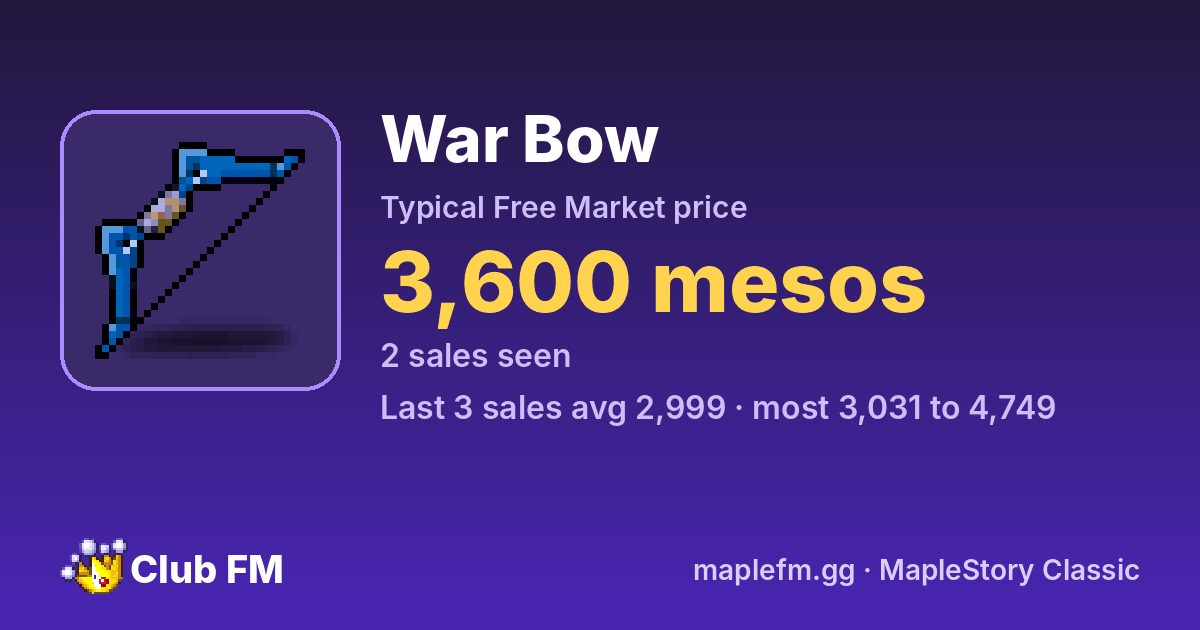 War Bow
Typical Free Market price
3,600 mesos
2 sales seen
Last 3 sales avg 2,999 · most 3,031 to 4,749
Club FM
maplefm.gg · MapleStory Classic